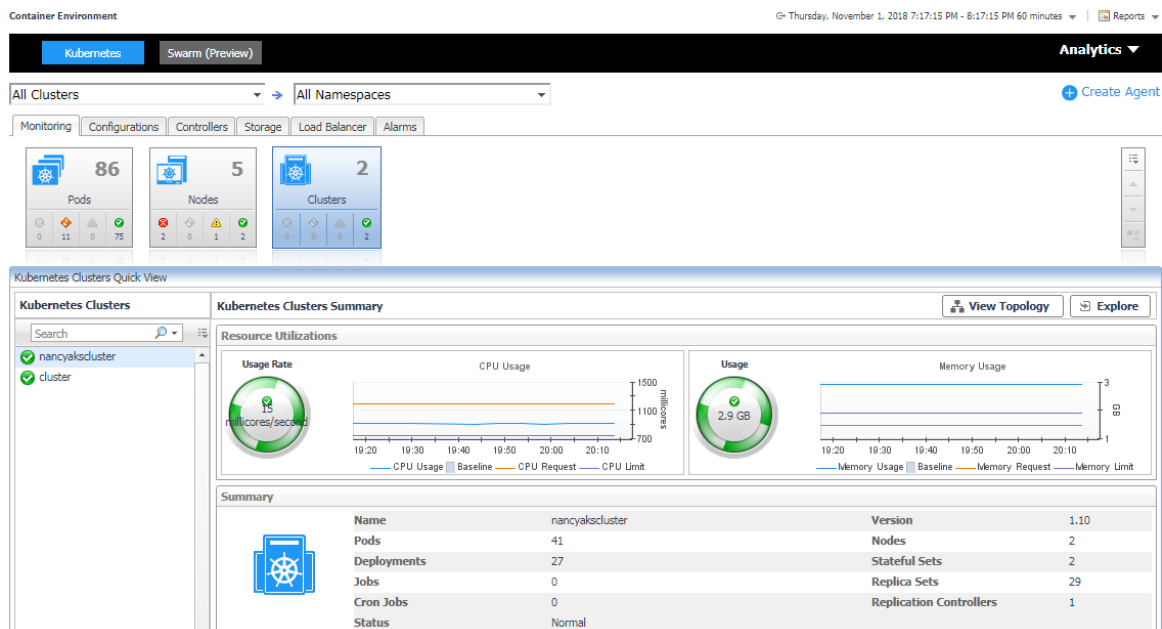 Container Environment
Thursday, November 1, 2018 7:17:15 PM - 8:17:15 PM 60 minutes
Reports
Kubernetes
Swarm (Preview)
Analytics
All Clusters
All Namespaces
Create Agent
Monitoring
Configurations
Controllers
Storage
Load Balancer
Alarms
86
Pods
0 11 0 75
5
Nodes
2 0 1 2
2
Clusters
0 0 0 2
Kubernetes Clusters Quick View
Kubernetes Clusters
Search
nancyakscluster
cluster
Kubernetes Clusters Summary
View Topology
Explore
Resource Utilizations
Usage Rate
15
millicores/second
CPU Usage
1500
1100
700
millicores
19:20 19:30 19:40 19:50 20:00 20:10
CPU Usage Baseline CPU Request CPU Limit
Usage
2.9 GB
Memory Usage
3
1
GB
19:20 19:30 19:40 19:50 20:00 20:10
Memory Usage Baseline Memory Request Memory Limit
Summary
Name nancyakscluster Version 1.10
Pods 41 Nodes 2
Deployments 27 Stateful Sets 2
Jobs 0 Replica Sets 29
Cron Jobs 0 Replication Controllers 1
Status Normal